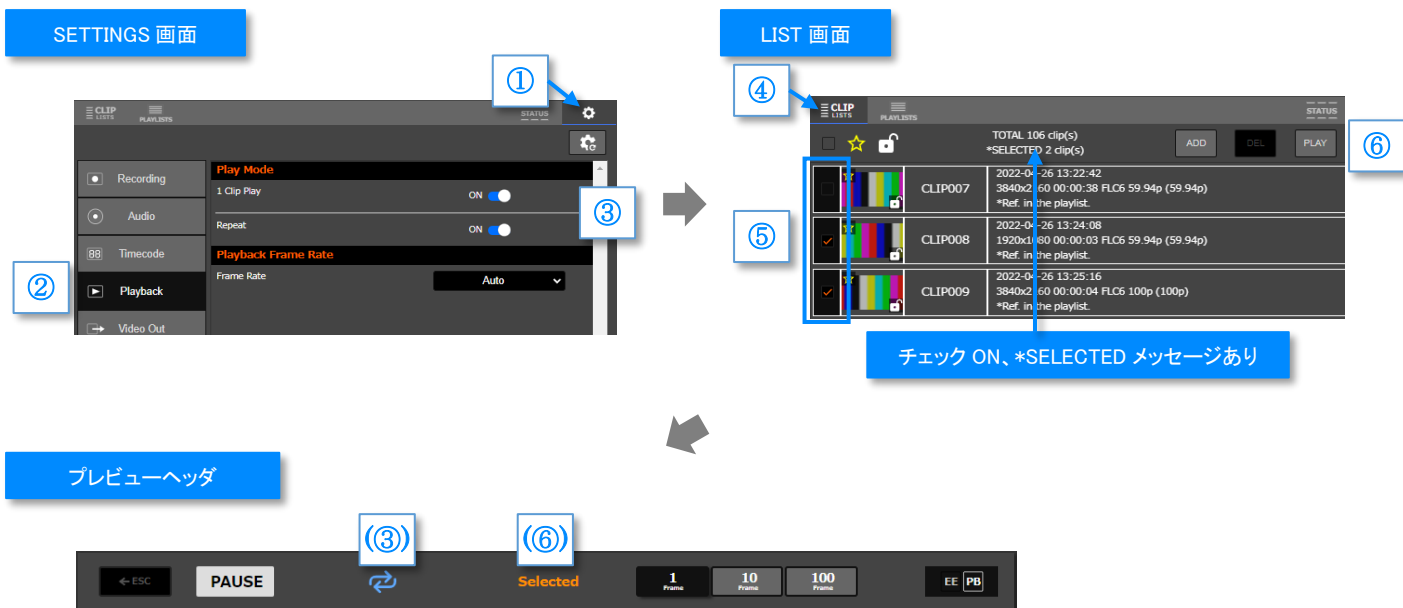 SETTINGS 画面
LIST 画面
①
④
CLIP LISTS
PLAYLISTS
STATUS
CLIP LISTS
PLAYLISTS
STATUS
TOTAL 106 clip(s)
*SELECTED 2 clip(s)
ADD
DEL
PLAY
⑥
Recording
Audio
88 Timecode
Playback
Video Out
②
Play Mode
1 Clip Play
ON
Repeat
ON
③
Playback Frame Rate
Frame Rate
Auto
⑤
CLIP007
2022-04-26 13:22:42
3840x2160 00:00:38 FLC6 59.94p (59.94p)
*Ref. in the playlist.
CLIP008
2022-04-26 13:24:08
1920x1080 00:00:03 FLC6 59.94p (59.94p)
*Ref. in the playlist.
CLIP009
2022-04-26 13:25:16
3840x2160 00:00:04 FLC6 100p (100p)
*Ref. in the playlist.
チェック ON、*SELECTED メッセージあり
プレビューヘッダ
(③)
(⑥)
←ESC
PAUSE
Selected
1 Frame
10 Frame
100 Frame
EE PB